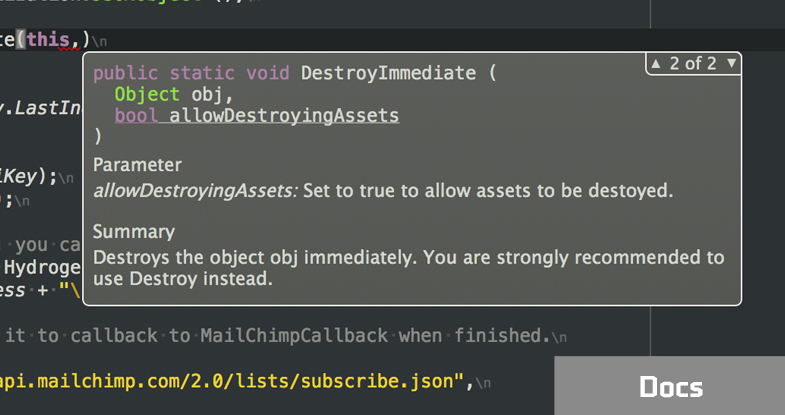 te(this,)\n
public static void DestroyImmediate (
▲ 2 of 2 ▼
Object obj,
bool allowDestroyingAssets
)
y.LastIn
Parameter
allowDestroyingAssets: Set to true to allow assets to be destoyed.
iKey);\n
;\n
Summary
you ca
Destroys the object obj immediately. You are strongly recommended to
Hydroge
use Destroy instead.
ess + "\
it to callback to MailChimpCallback when finished.\n
api.mailchimp.com/2.0/lists/subscribe.json",\n
Docs